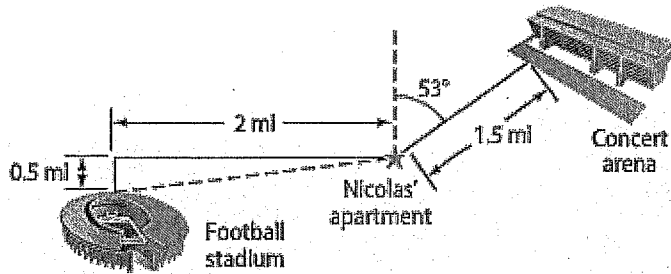 53°
2 mi
1.5 mi
Concert
arena
0.5 mi
Nicolas'
apartment
Football
stadium